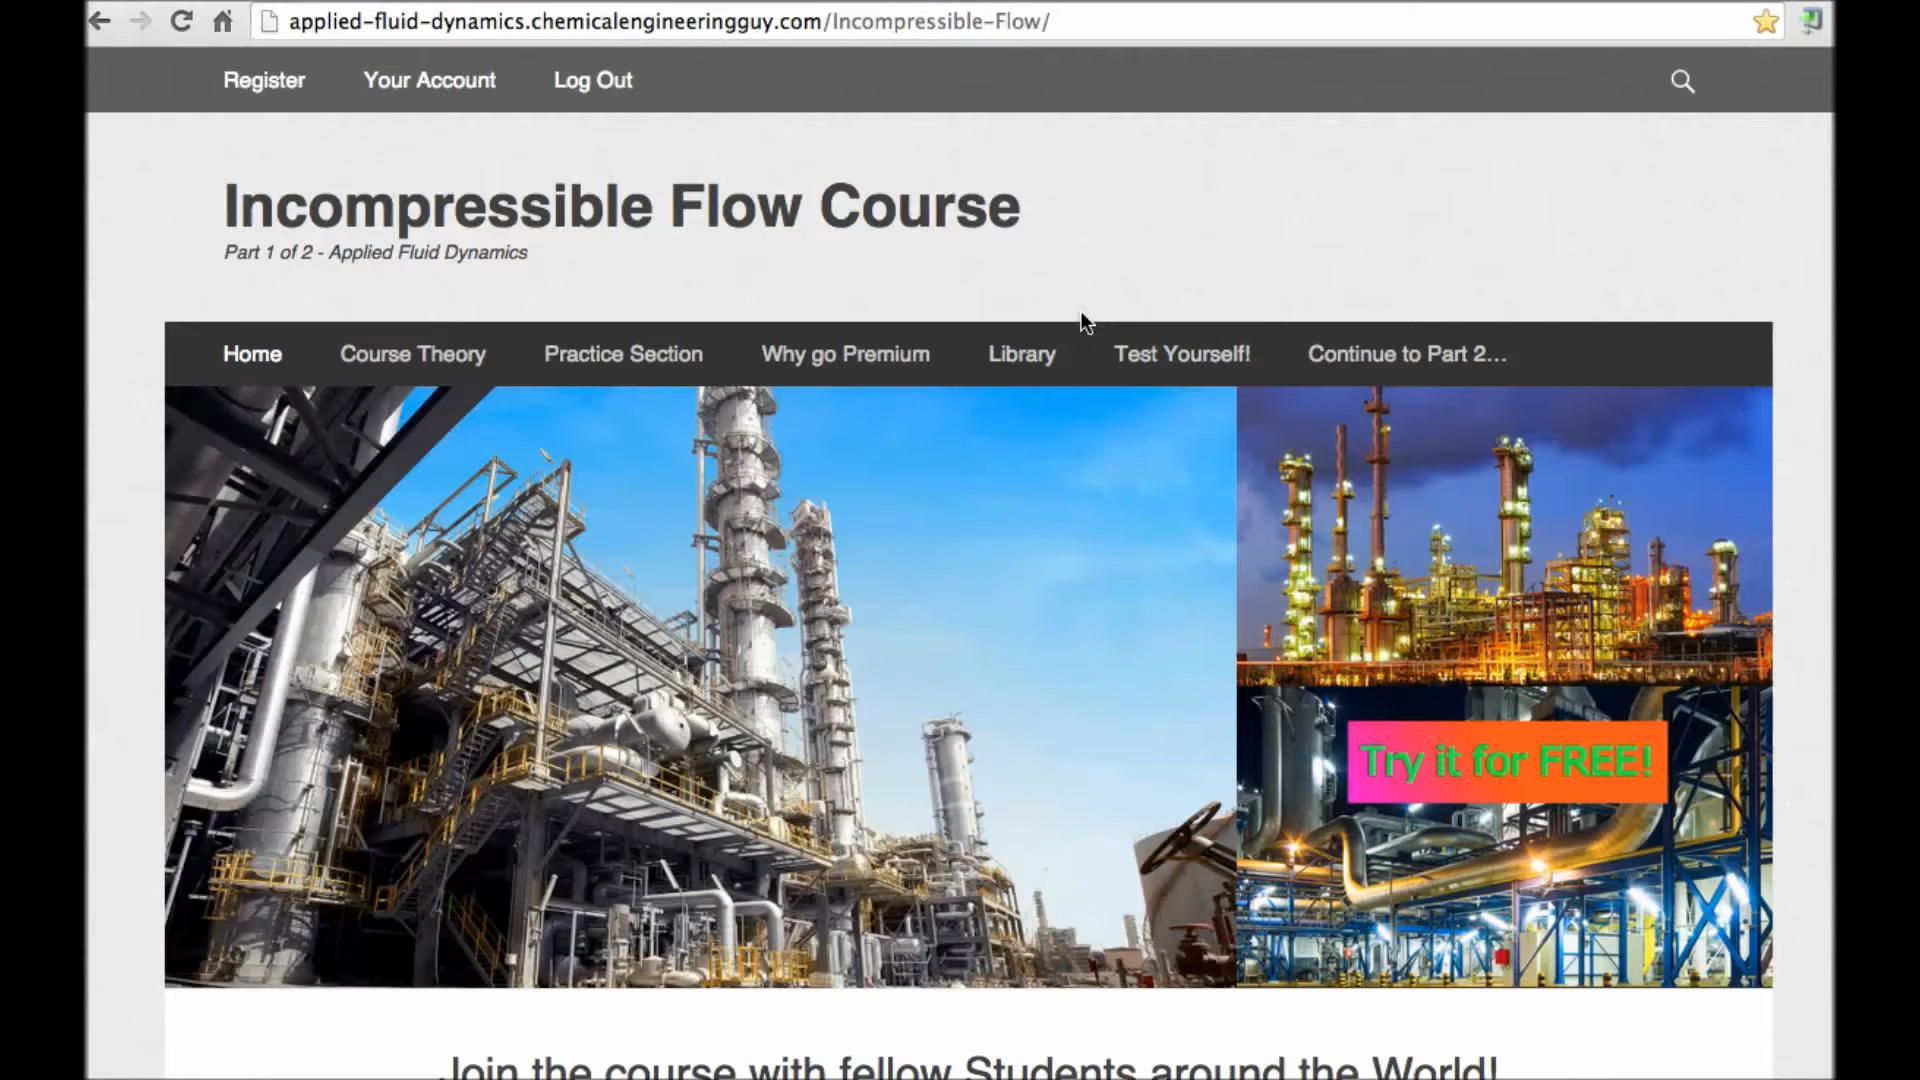 applied-fluid-dynamics.chemicalengineeringguy.com/Incompressible-Flow/
Register Your Account Log Out
Incompressible Flow Course
Part 1 of 2 - Applied Fluid Dynamics
Home Course Theory Practice Section Why go Premium Library Test Yourself! Continue to Part 2...
Try it for FREE!
Join the course with fellow Students around the World!